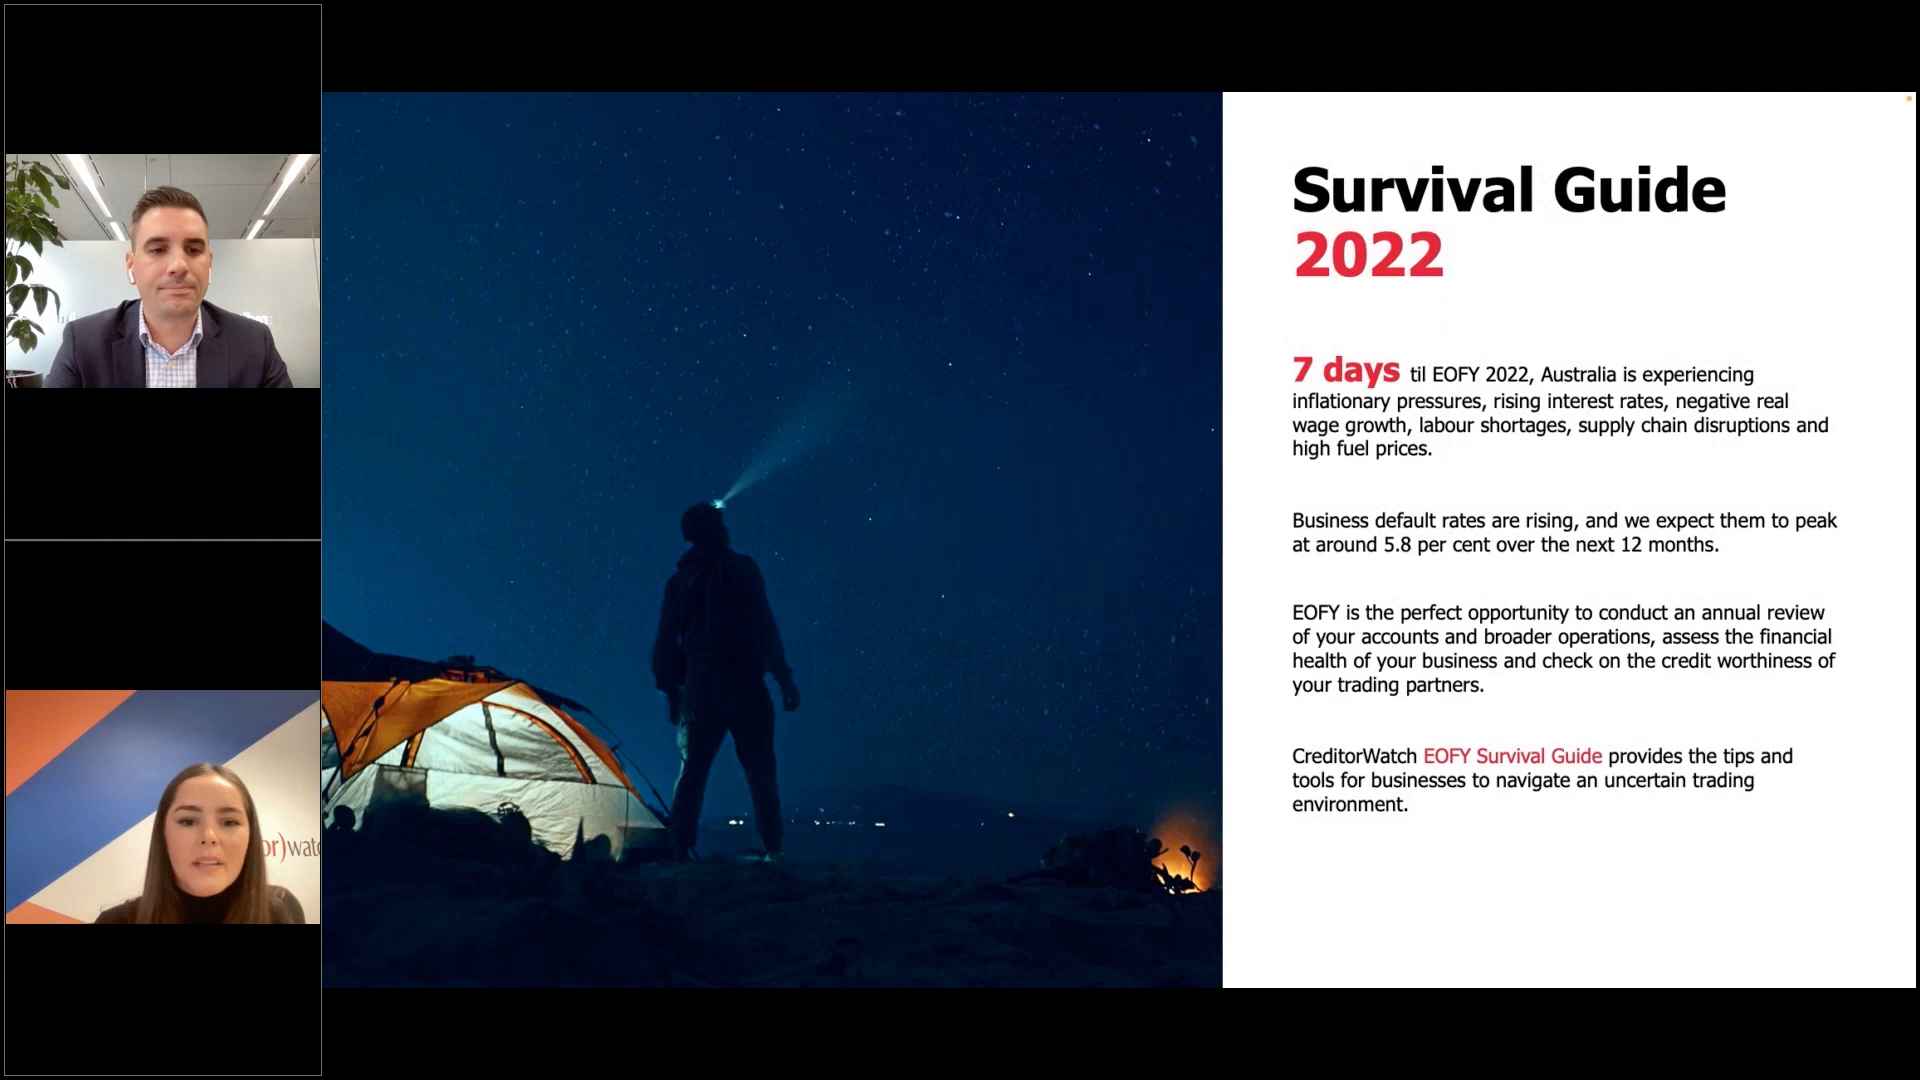 Survival Guide
2022
7 days til EOFY 2022, Australia is experiencing
inflationary pressures, rising interest rates, negative real
wage growth, labour shortages, supply chain disruptions and
high fuel prices.
Business default rates are rising, and we expect them to peak
at around 5.8 per cent over the next 12 months.
EOFY is the perfect opportunity to conduct an annual review
of your accounts and broader operations, assess the financial
health of your business and check on the credit worthiness of
your trading partners.
CreditorWatch EOFY Survival Guide provides the tips and
tools for businesses to navigate an uncertain trading
environment.
or)watc